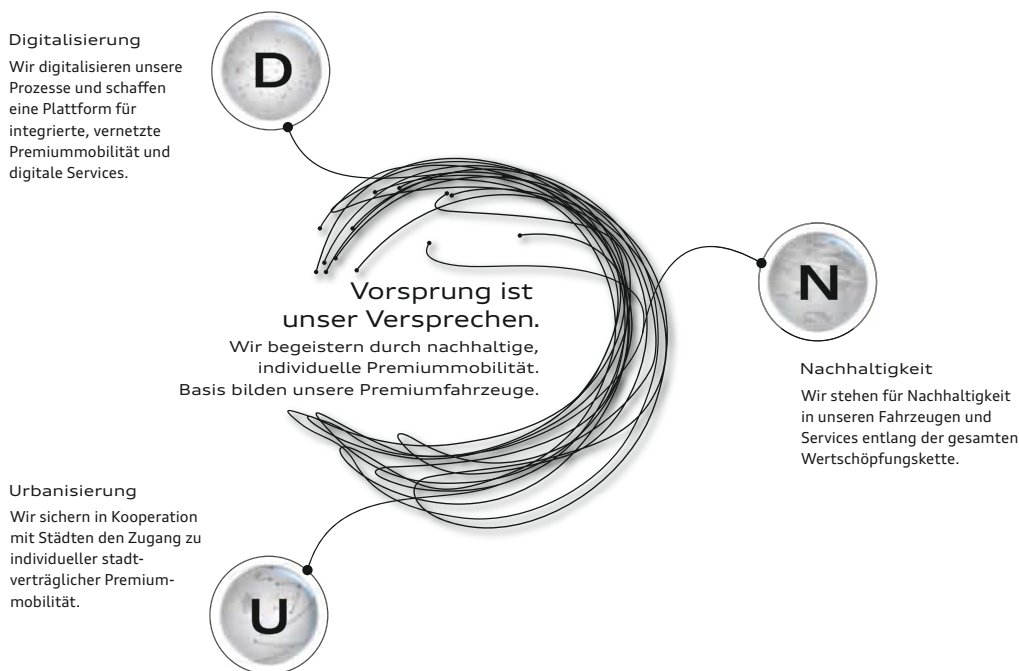 Digitalisierung
Wir digitalisieren unsere
Prozesse und schaffen
eine Plattform für
integrierte, vernetzte
Premiummobilität und
digitale Services.
D
Vorsprung ist
unser Versprechen.
Wir begeistern durch nachhaltige,
individuelle Premiummobilität.
Basis bilden unsere Premiumfahrzeuge.
N
Nachhaltigkeit
Wir stehen für Nachhaltigkeit
in unseren Fahrzeugen und
Services entlang der gesamten
Wertschöpfungskette.
Urbanisierung
Wir sichern in Kooperation
mit Städten den Zugang zu
individueller stadt-
verträglicher Premium-
mobilität.
U